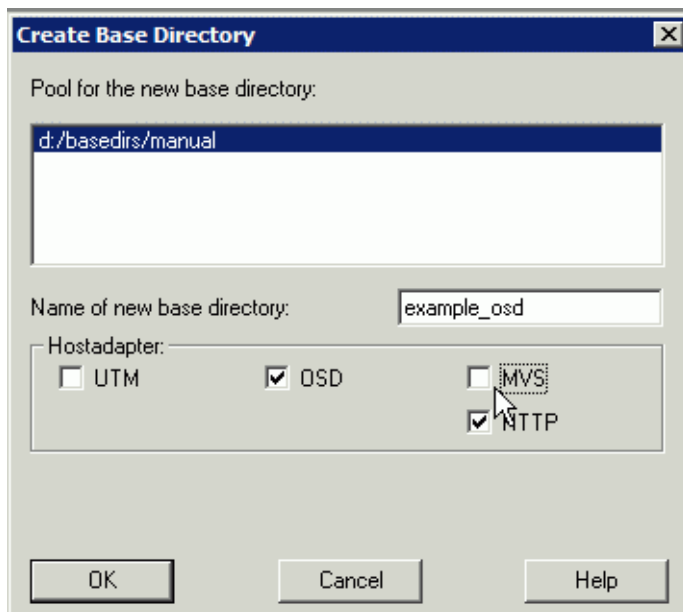 Create Base Directory
Pool for the new base directory:
d:/basedirs/manual
Name of new base directory: example_osd
Hostadapter:
UTM OSD MVS
HTTP
OK Cancel Help